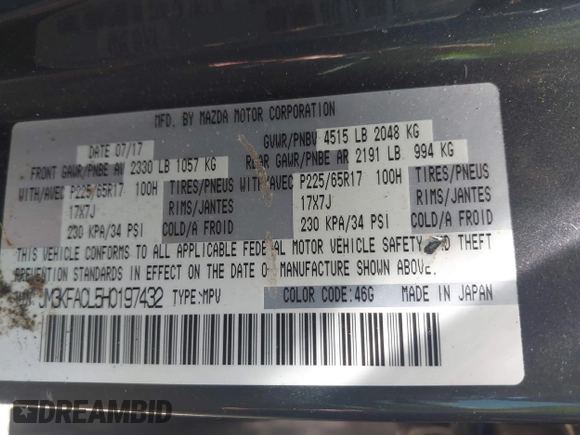 MFD. BY MAZDA MOTOR CORPORATION
DATE 07/17 GVWR/PNBV 4515 LB 2048 KG
FRONT GAWR/PNBE AV 2330 LB 1057 KG REAR GAWR/PNBE AR 2191 LB 994 KG
WITH/AVEC P225/65R17 100H TIRES/PNEUS WITH/AVEC P225/65R17 100H TIRES/PNEUS
17X7J RIMS/JANTES 17X7J RIMS/JANTES
230 KPA/34 PSI COLD/A FROID 230 KPA/34 PSI COLD/A FROID
THIS VEHICLE CONFORMS TO ALL APPLICABLE FEDERAL MOTOR VEHICLE SAFETY AND THEFT
PREVENTION STANDARDS IN EFFECT ON THE DATE OF MANUFACTURE SHOWN ABOVE.
JM3KFACL5H0197432 TYPE:MPV COLOR CODE:46G MADE IN JAPAN
DREAMBID